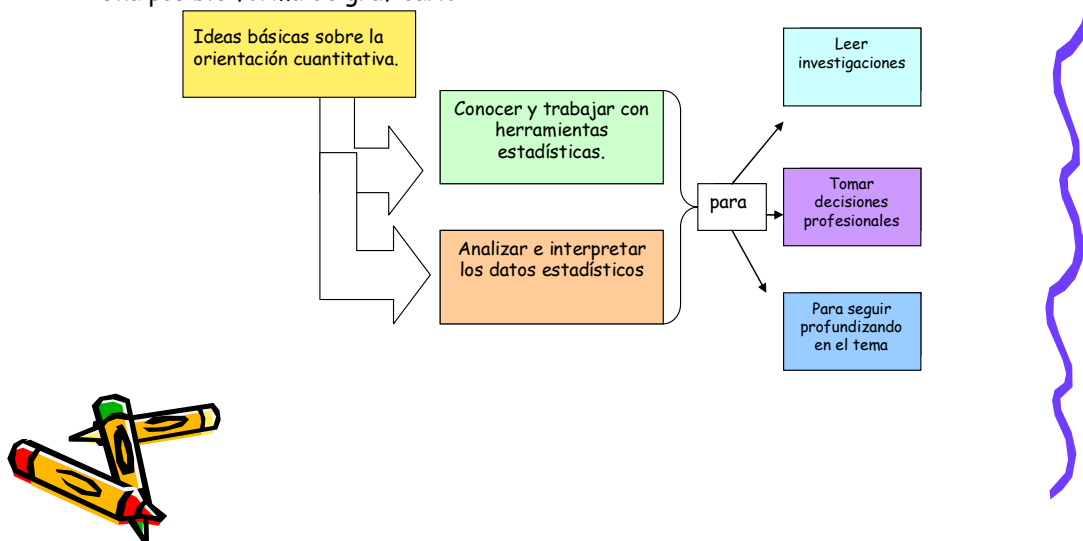 Ideas básicas sobre la
orientación cuantitativa.
Conocer y trabajar con
herramientas
estadísticas.
Analizar e interpretar
los datos estadísticos
para
Leer
investigaciones
Tomar
decisiones
profesionales
Para seguir
profundizando
en el tema